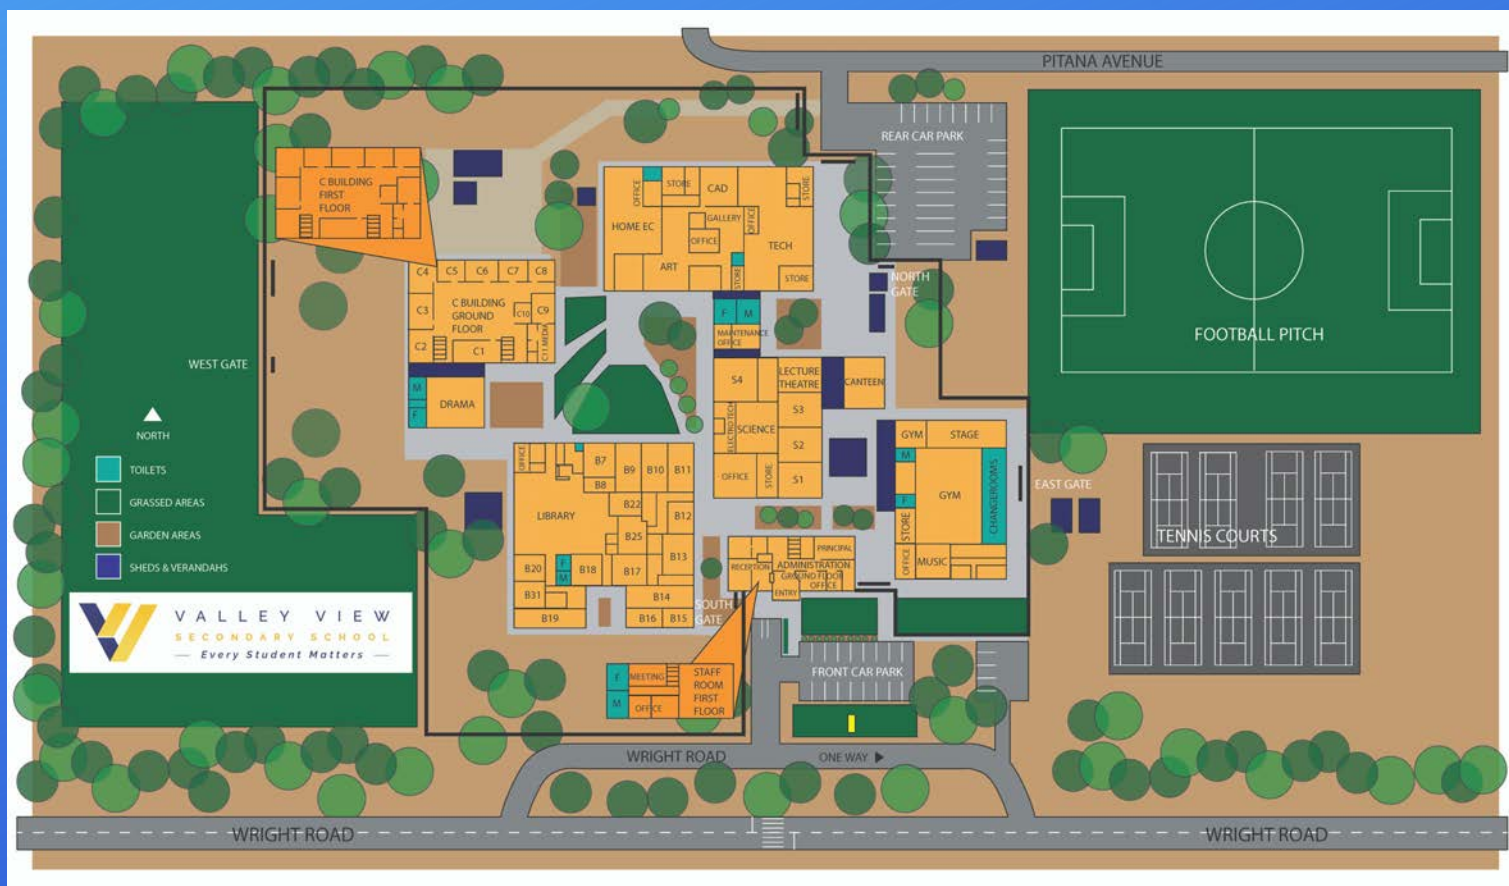 PITANA AVENUE
REAR CAR PARK
C BUILDING
FIRST
FLOOR
OFFICE
STORE
CAD
STORE
HOME EC
GALLERY
OFFICE
OFFICE
TECH
ART
STORE
STORE
NORTH
GATE
C4
C5
C6
C7
C8
C3
C BUILDING
GROUND
FLOOR
C10
C9
C2
C1
C11 MEDIA
F
M
MAINTENANCE
OFFICE
FOOTBALL PITCH
WEST GATE
M
F
DRAMA
S4
LECTURE
THEATRE
CANTEEN
S3
ELECTRO TECH
SCIENCE
S2
OFFICE
STORE
S1
GYM
STAGE
M
GYM
F
CHANGEROOMS
STORE
OFFICE
MUSIC
EAST GATE
TENNIS COURTS
NORTH
TOILETS
GRASSED AREAS
GARDEN AREAS
SHEDS & VERANDAHS
OFFICE
B7
B9
B10
B11
B8
LIBRARY
B22
B12
B25
B13
B20
F
M
B18
B17
B31
B14
B19
B16
B15
PRINCIPAL
RECEPTION
ADMINISTRATION
GROUND FLOOR
OFFICE
ENTRY
SOUTH
GATE
VALLEY VIEW
SECONDARY SCHOOL
Every Student Matters
F
MEETING
STAFF
ROOM
FIRST
FLOOR
M
OFFICE
FRONT CAR PARK
WRIGHT ROAD
ONE WAY
WRIGHT ROAD
WRIGHT ROAD